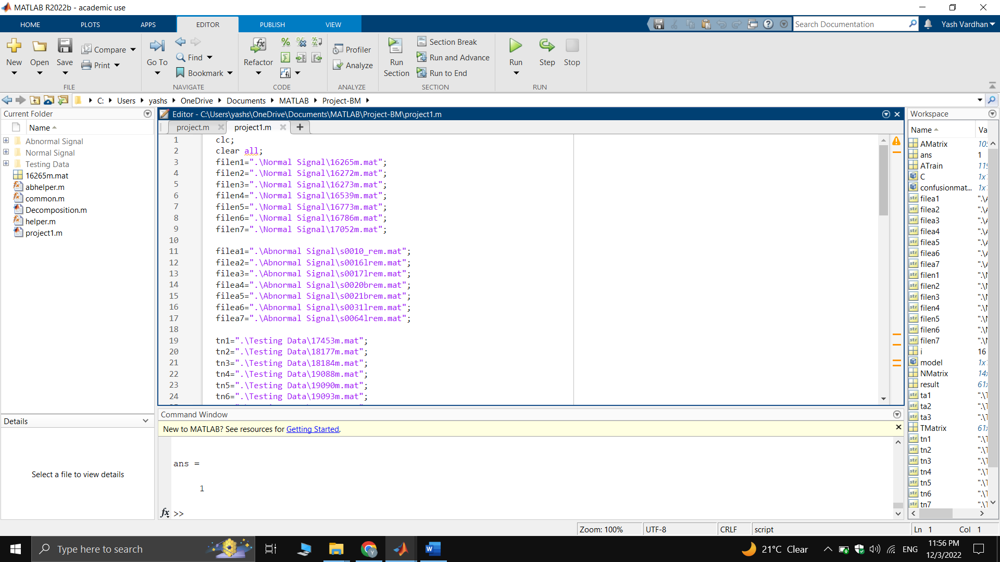 MATLAB R2022b - academic use
HOME PLOTS APPS EDITOR PUBLISH VIEW
Search Documentation
Yash Vardhan
New Open Save Compare Print
FILE
Go To Find Bookmark
NAVIGATE
Refactor
CODE
Profiler Analyze
ANALYZE
Run Section
Section Break
Run and Advance
Run to End
SECTION
Run Step Stop
RUN
C: Users yashs OneDrive Documents MATLAB Project-BM
Current Folder
Name
Abnormal Signal
Normal Signal
Testing Data
16265m.mat
abhelper.m
common.m
Decomposition.m
helper.m
project1.m
Details
Select a file to view details
Editor - C:\Users\yashs\OneDrive\Documents\MATLAB\Project-BM\project1.m
project.m project1.m
1 clc;
2 clear all;
3 filen1=".\Normal Signal\16265m.mat";
4 filen2=".\Normal Signal\16272m.mat";
5 filen3=".\Normal Signal\16273m.mat";
6 filen4=".\Normal Signal\16539m.mat";
7 filen5=".\Normal Signal\16773m.mat";
8 filen6=".\Normal Signal\16786m.mat";
9 filen7=".\Normal Signal\17052m.mat";
10
11 filea1=".\Abnormal Signal\s0010_rem.mat";
12 filea2=".\Abnormal Signal\s0016lrem.mat";
13 filea3=".\Abnormal Signal\s0017lrem.mat";
14 filea4=".\Abnormal Signal\s0020brem.mat";
15 filea5=".\Abnormal Signal\s0021brem.mat";
16 filea6=".\Abnormal Signal\s0031lrem.mat";
17 filea7=".\Abnormal Signal\s0064lrem.mat";
18
19 tn1=".\Testing Data\17453m.mat";
20 tn2=".\Testing Data\18177m.mat";
21 tn3=".\Testing Data\18184m.mat";
22 tn4=".\Testing Data\19088m.mat";
23 tn5=".\Testing Data\19090m.mat";
24 tn6=".\Testing Data\19093m.mat";
Command Window
New to MATLAB? See resources for Getting Started.
ans =
1
fx >>
Workspace
Name Va
AMatrix 105
ans 1
ATrain 119
C 1x
confusionmat... 1x
filea1 ".\A
filea2 ".\A
filea3 ".\A
filea4 ".\A
filea5 ".\A
filea6 ".\A
filea7 ".\A
filen1 ".\N
filen2 ".\N
filen3 ".\N
filen4 ".\N
filen5 ".\N
filen6 ".\N
filen7 ".\N
i 16
model 1x
NMatrix 14x
result 61x
ta1 ".\T
ta2 ".\T
ta3 ".\T
TMatrix 61x
tn1 ".\T
tn2 ".\T
tn3 ".\T
tn4 ".\T
tn5 ".\T
tn6 ".\T
tn7 ".\T
Zoom: 100% UTF-8 CRLF script Ln 1 Col 1
Type here to search
21°C Clear
ENG
11:56 PM
12/3/2022